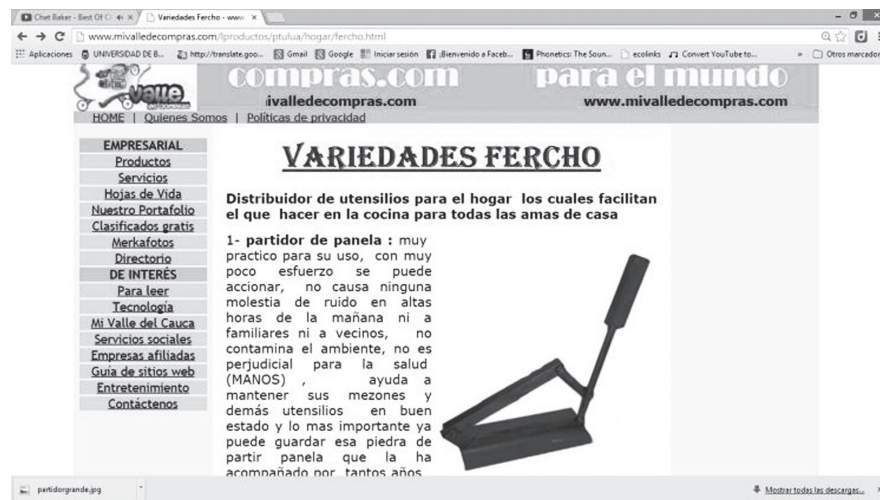 Chet Baker - Best Of C
Variedades Fercho - www.
www.mivalledecompras.com/lproductos/ptulua/hogar/fercho.html
Aplicaciones
UNIVERSIDAD DE B...
http://translate.goo...
Gmail
Google
Iniciar sesión
¡Bienvenido a Faceb...
Phonetics: The Soun...
ecolinks
Convert YouTube to...
»
Otros marcador
compras.com
para el mundo
Valle
ivalledecompras.com
www.mivalledecompras.com
HOME | Quienes Somos | Políticas de privacidad
EMPRESARIAL
Productos
Servicios
Hojas de Vida
Nuestro Portafolio
Clasificados gratis
Merkafotos
Directorio
DE INTERÉS
Para leer
Tecnología
Mi Valle del Cauca
Servicios sociales
Empresas afiliadas
Guía de sitios web
Entretenimiento
Contáctenos
VARIEDADES FERCHO
Distribuidor de utensilios para el hogar los cuales facilitan
el que hacer en la cocina para todas las amas de casa
1- partidor de panela : muy
practico para su uso, con muy
poco esfuerzo se puede
accionar, no causa ninguna
molestia de ruido en altas
horas de la mañana ni a
familiares ni a vecinos, no
contamina el ambiente, no es
perjudicial para la salud
(MANOS) , ayuda a
mantener sus mezones y
demás utensilios en buen
estado y lo mas importante ya
puede guardar esa piedra de
partir panela que la ha
acompañado por tantos años
partidorgrande.jpg
Mostrar todas las descargas...